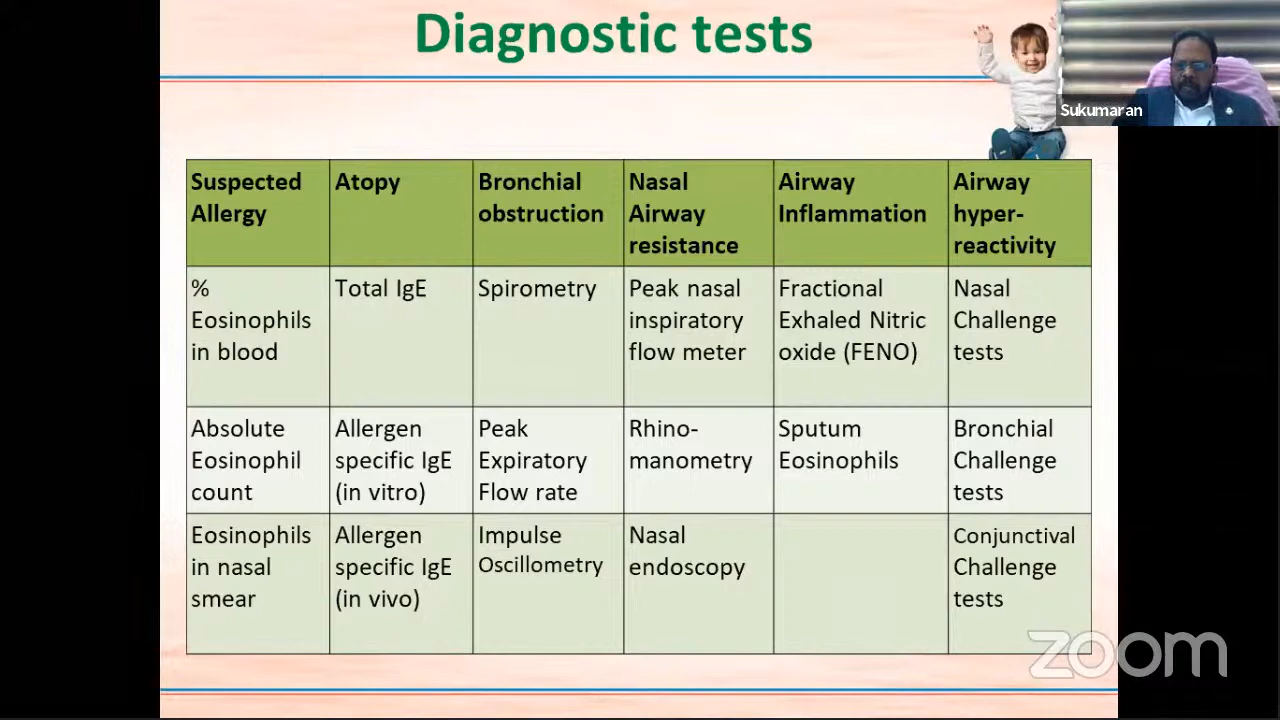 Diagnostic tests
Sukumaran
Suspected
Allergy
Atopy
Bronchial
obstruction
Nasal
Airway
resistance
Airway
Inflammation
Airway
hyper-
reactivity
%
Eosinophils
in blood
Total IgE
Spirometry
Peak nasal
inspiratory
flow meter
Fractional
Exhaled Nitric
oxide (FENO)
Nasal
Challenge
tests
Absolute
Eosinophil
count
Allergen
specific IgE
(in vitro)
Peak
Expiratory
Flow rate
Rhino-
manometry
Sputum
Eosinophils
Bronchial
Challenge
tests
Eosinophils
in nasal
smear
Allergen
specific IgE
(in vivo)
Impulse
Oscillometry
Nasal
endoscopy
Conjunctival
Challenge
tests
zoom